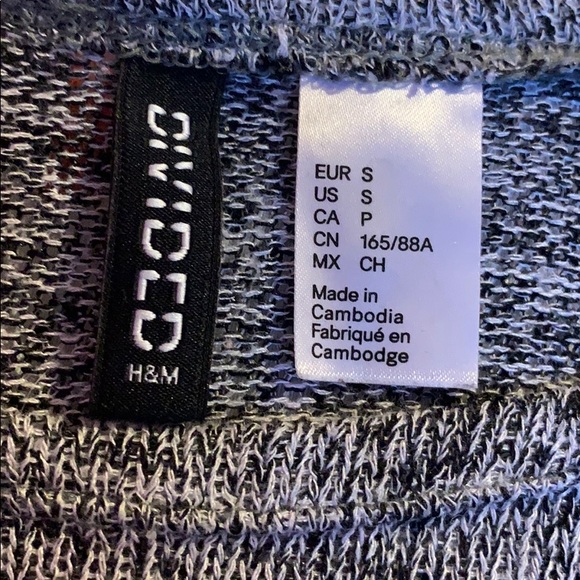 DIVIDED
H&M
EUR S
US S
CA P
CN 165/88A
MX CH
Made in
Cambodia
Fabriqué en
Cambodge